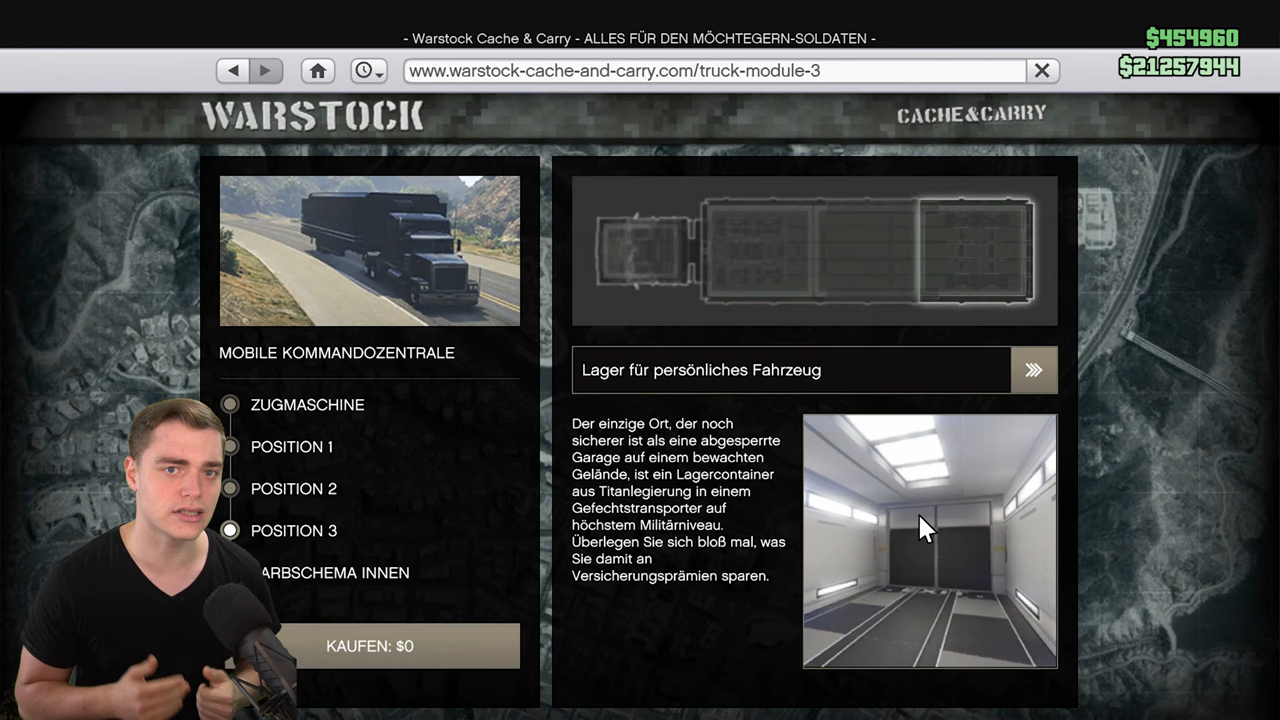 - Warstock Cache & Carry - ALLES FÜR DEN MÖCHTEGERN-SOLDATEN -
$454960
$21257944
www.warstock-cache-and-carry.com/truck-module-3
WARSTOCK
CACHE&CARRY
MOBILE KOMMANDOZENTRALE
ZUGMASCHINE
POSITION 1
POSITION 2
POSITION 3
ARBSCHEMA INNEN
KAUFEN: $0
Lager für persönliches Fahrzeug
Der einzige Ort, der noch
sicherer ist als eine abgesperrte
Garage auf einem bewachten
Gelände, ist ein Lagercontainer
aus Titanlegierung in einem
Gefechtstransporter auf
höchstem Militärniveau.
Überlegen Sie sich bloß mal, was
Sie damit an
Versicherungsprämien sparen.